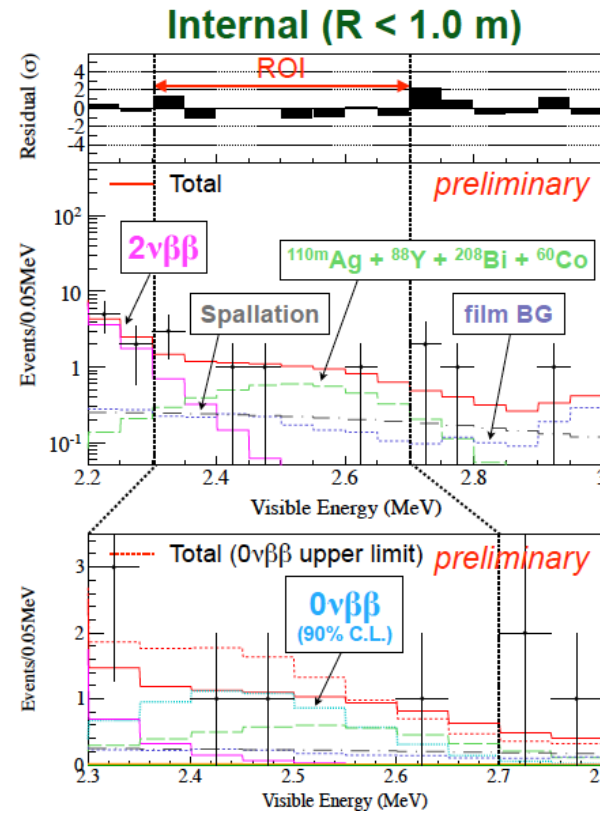 Internal (R < 1.0 m)
Residual (σ)
4
2
0
-2
-4
ROI
Total
preliminary
Events/0.05MeV
10²
10
1
10⁻¹
2νββ
Spallation
¹¹⁰ᵐAg + ⁸⁸Y + ²⁰⁸Bi + ⁶⁰Co
film BG
2.2 2.4 2.6 2.8
Visible Energy (MeV)
Total (0νββ upper limit)
preliminary
Events/0.05MeV
3
2
1
0
0νββ
(90% C.L.)
2.3 2.4 2.5 2.6 2.7
Visible Energy (MeV)